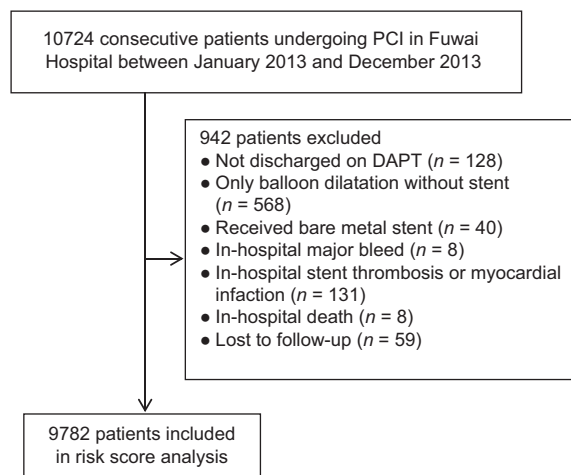 10724 consecutive patients undergoing PCI in Fuwai
Hospital between January 2013 and December 2013
942 patients excluded
● Not discharged on DAPT (n = 128)
● Only balloon dilatation without stent
(n = 568)
● Received bare metal stent (n = 40)
● In-hospital major bleed (n = 8)
● In-hospital stent thrombosis or myocardial
infaction (n = 131)
● In-hospital death (n = 8)
● Lost to follow-up (n = 59)
9782 patients included
in risk score analysis